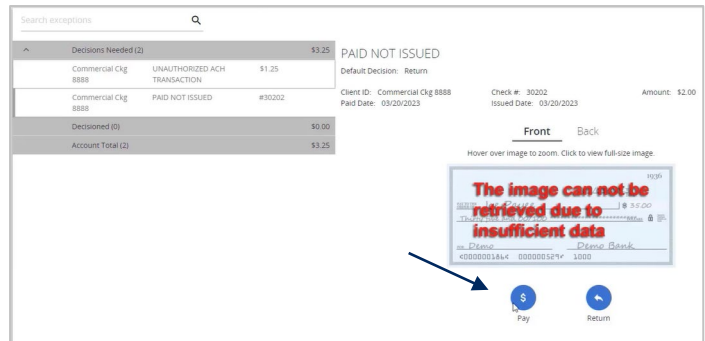 Search exceptions
Decisions Needed (2) $3.25
Commercial Ckg 8888 UNAUTHORIZED ACH TRANSACTION $1.25
Commercial Ckg 8888 PAID NOT ISSUED #30202
Decisioned (0) $0.00
Account Total (2) $3.25
PAID NOT ISSUED
Default Decision: Return
Client ID: Commercial Ckg 8888 Check #: 30202 Amount: $2.00
Paid Date: 03/20/2023 Issued Date: 03/20/2023
Front Back
Hover over image to zoom. Click to view full-size image.
1936
The image can not be
retrieved due to
insufficient data
35.00
Demo Demo Bank
1000
$
Pay Return